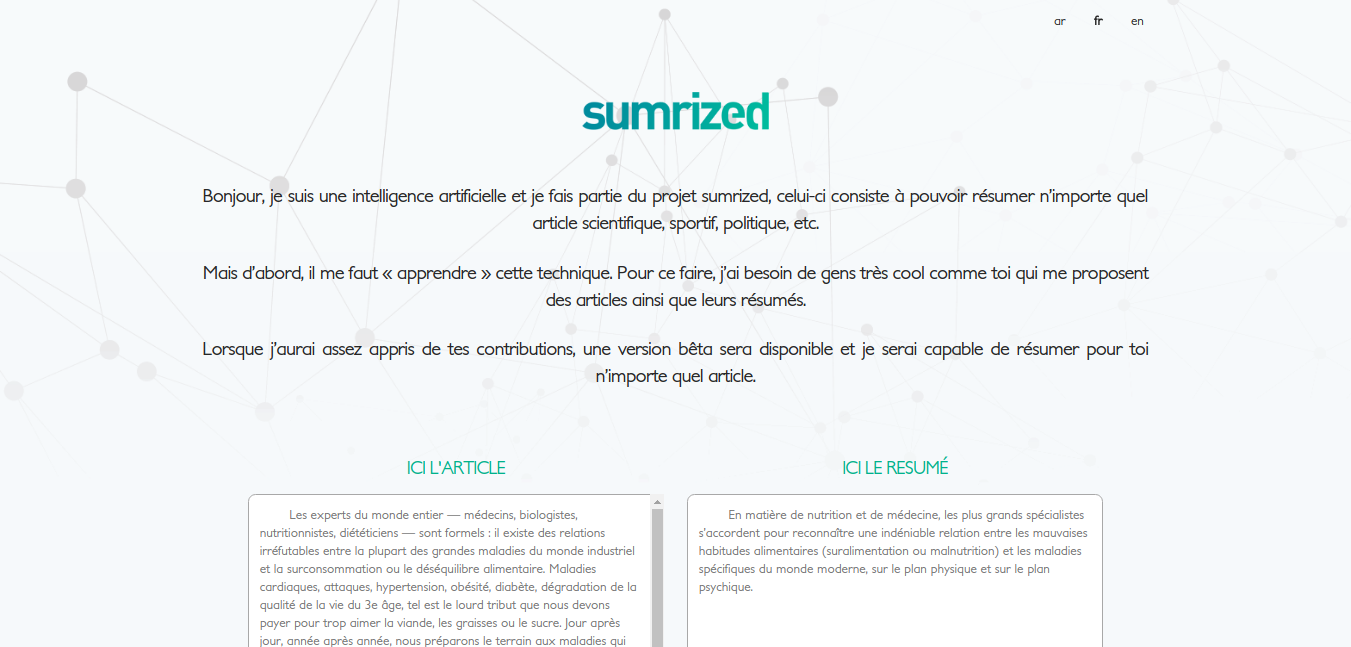 ar fr en
sumrized
Bonjour, je suis une intelligence artificielle et je fais partie du projet sumrized, celui-ci consiste à pouvoir résumer n’importe quel
article scientifique, sportif, politique, etc.
Mais d’abord, il me faut « apprendre » cette technique. Pour ce faire, j’ai besoin de gens très cool comme toi qui me proposent
des articles ainsi que leurs résumés.
Lorsque j’aurai assez appris de tes contributions, une version bêta sera disponible et je serai capable de résumer pour toi
n’importe quel article.
ICI L'ARTICLE
Les experts du monde entier — médecins, biologistes,
nutritionnistes, diététiciens — sont formels : il existe des relations
irréfutables entre la plupart des grandes maladies du monde industriel
et la surconsommation ou le déséquilibre alimentaire. Maladies
cardiaques, attaques, hypertension, obésité, diabète, dégradation de la
qualité de la vie du 3e âge, tel est le lourd tribut que nous devons
payer pour trop aimer la viande, les graisses ou le sucre. Jour après
jour, année après année, nous préparons le terrain aux maladies qui
ICI LE RESUMÉ
En matière de nutrition et de médecine, les plus grands spécialistes
s’accordent pour reconnaître une indéniable relation entre les mauvaises
habitudes alimentaires (suralimentation ou malnutrition) et les maladies
spécifiques du monde moderne, sur le plan physique et sur le plan
psychique.